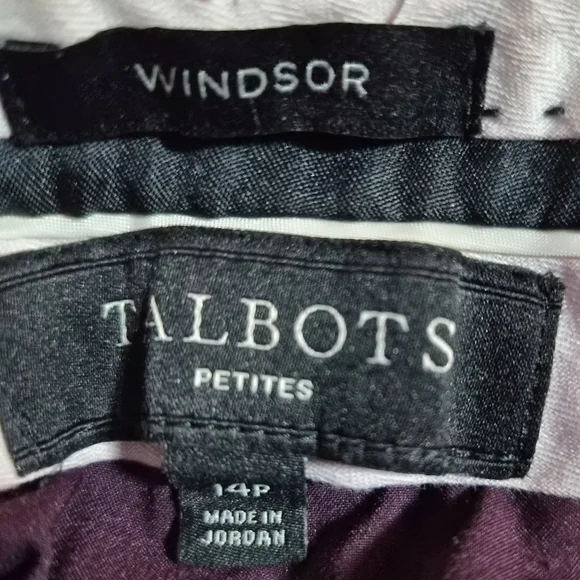 WINDSOR
TALBOTS
PETITES
14P
MADE IN
JORDAN